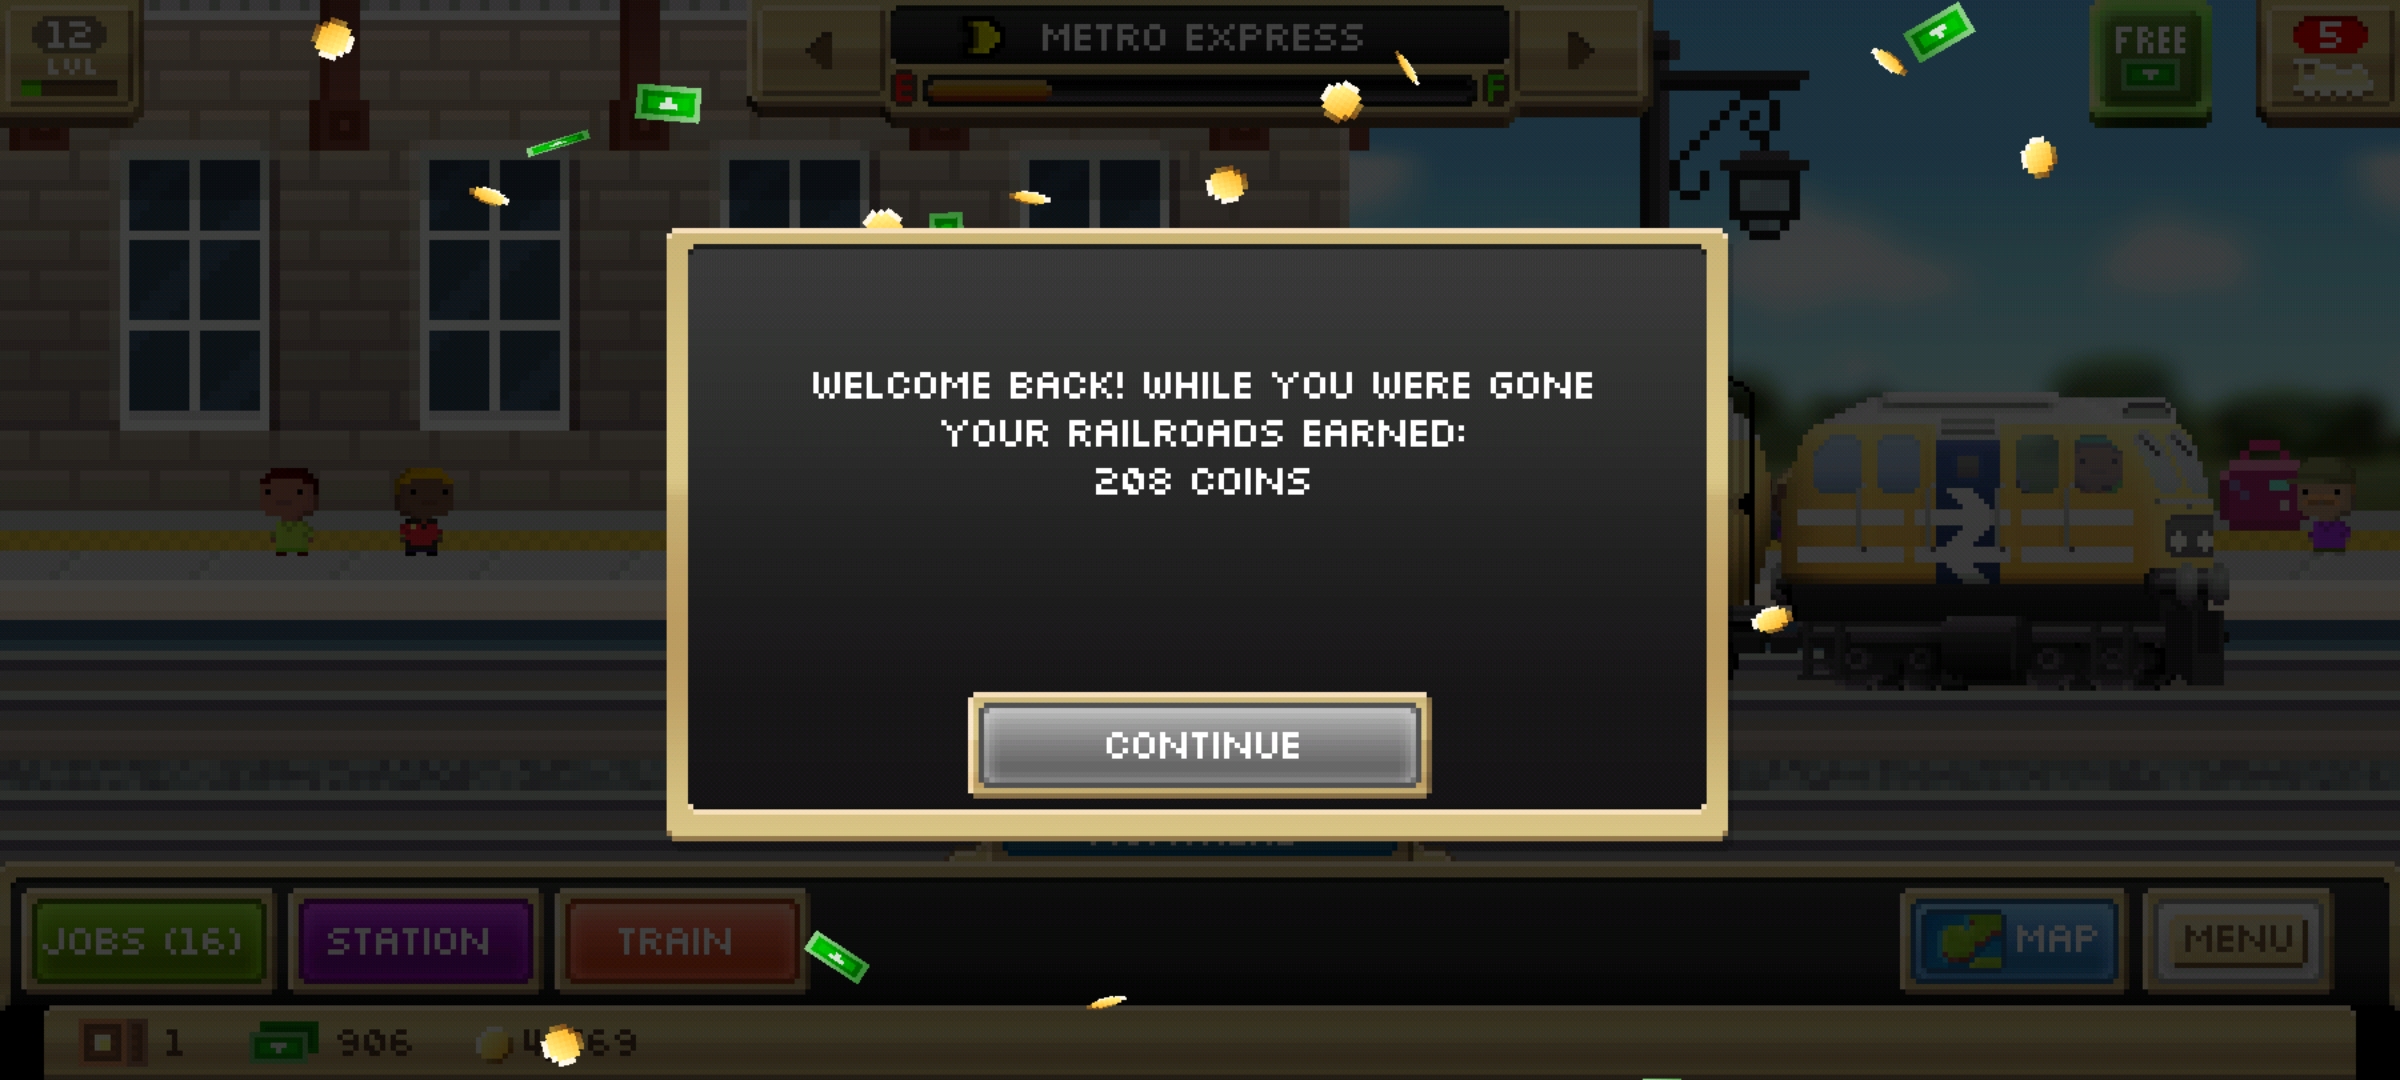 12
LVL
METRO EXPRESS
E
F
FREE
5
WELCOME BACK! WHILE YOU WERE GONE
YOUR RAILROADS EARNED:
208 COINS
CONTINUE
JOBS (16)
STATION
TRAIN
MAP
MENU
1
906